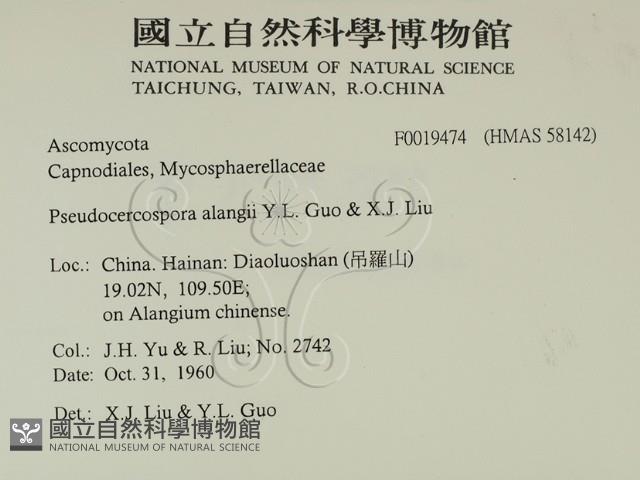 國立自然科學博物館
NATIONAL MUSEUM OF NATURAL SCIENCE
TAICHUNG, TAIWAN, R.O.CHINA
Ascomycota F0019474 (HMAS 58142)
Capnodiales, Mycosphaerellaceae
Pseudocercospora alangii Y.L. Guo & X.J. Liu
Loc.: China. Hainan: Diaoluoshan (吊羅山)
19.02N, 109.50E;
on Alangium chinense.
Col.: J.H. Yu & R. Liu; No. 2742
Date: Oct. 31, 1960
Det.: X.J. Liu & Y.L. Guo
國立自然科學博物館
NATIONAL MUSEUM OF NATURAL SCIENCE